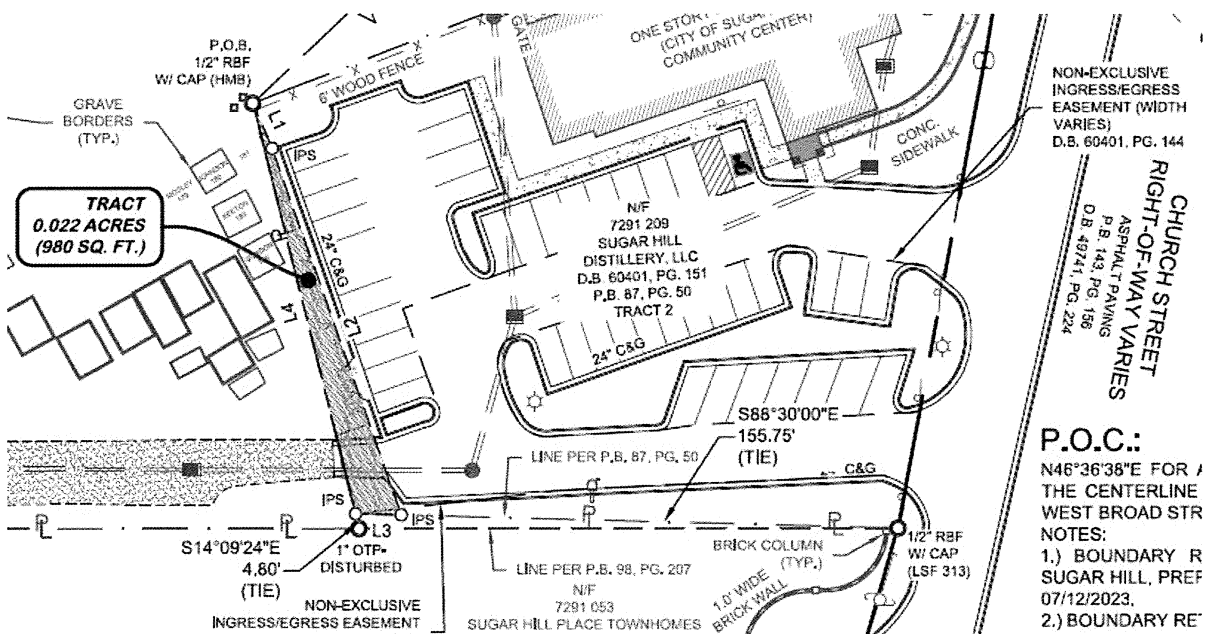 P.O.B.
1/2" RBF
W/ CAP (HMB)
GATE
6' WOOD FENCE
ONE STORY
(CITY OF SUGAR
COMMUNITY CENTER)
NON-EXCLUSIVE
INGRESS/EGRESS
EASEMENT (WIDTH
VARIES)
D.B. 60401, PG. 144
GRAVE
BORDERS
(TYP.)
L1
IPS
CONC.
SIDEWALK
CHURCH STREET
RIGHT-OF-WAY VARIES
ASPHALT PAVING
P.B. 143, PG. 156
D.B. 49741, PG. 224
TRACT
0.022 ACRES
(980 SQ. FT.)
24" C&G
L4
L2
N/F
7291 209
SUGAR HILL
DISTILLERY, LLC
D.B. 60401, PG. 151
P.B. 87, PG. 50
TRACT 2
24" C&G
S88°30'00"E
155.75'
(TIE)
LINE PER P.B. 87, PG. 50
C&G
IPS
IPS
L3
S14°09'24"E
4.60'
(TIE)
1" OTP-
DISTURBED
NON-EXCLUSIVE
INGRESS/EGRESS EASEMENT
LINE PER P.B. 98, PG. 207
N/F
7291 053
SUGAR HILL PLACE TOWNHOMES
BRICK COLUMN
(TYP.)
1.0' WIDE
BRICK WALL
1/2" RBF
W/ CAP
(LSF 313)
P.O.C.:
N46°36'38"E FOR A
THE CENTERLINE
WEST BROAD STR
NOTES:
1.) BOUNDARY R
SUGAR HILL, PREP
07/12/2023,
2.) BOUNDARY RET